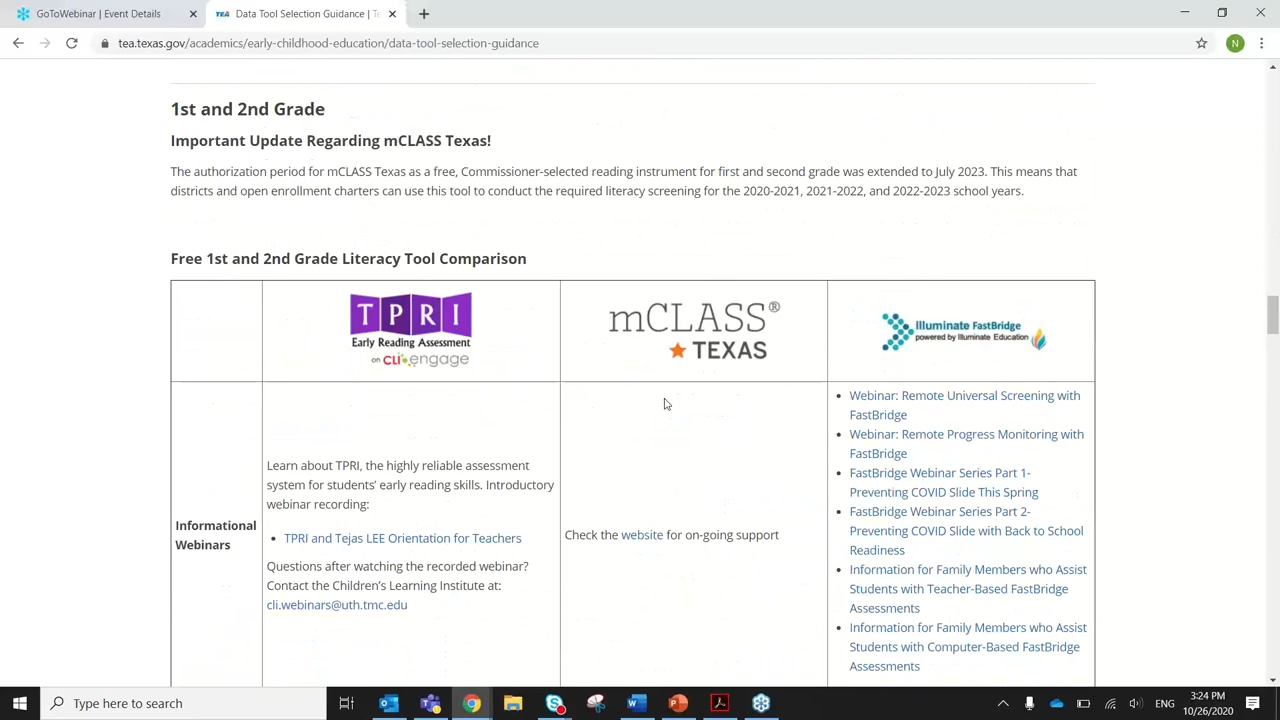 GoToWebinar | Event Details
TEA Data Tool Selection Guidance | Te
tea.texas.gov/academics/early-childhood-education/data-tool-selection-guidance
N
1st and 2nd Grade
Important Update Regarding mCLASS Texas!
The authorization period for mCLASS Texas as a free, Commissioner-selected reading instrument for first and second grade was extended to July 2023. This means that
districts and open enrollment charters can use this tool to conduct the required literacy screening for the 2020-2021, 2021-2022, and 2022-2023 school years.
Free 1st and 2nd Grade Literacy Tool Comparison
TPRI
Early Reading Assessment
on cli engage
mCLASS®
TEXAS
Illuminate FastBridge
powered by Illuminate Education
Informational
Webinars
Learn about TPRI, the highly reliable assessment
system for students' early reading skills. Introductory
webinar recording:
• TPRI and Tejas LEE Orientation for Teachers
Questions after watching the recorded webinar?
Contact the Children's Learning Institute at:
cli.webinars@uth.tmc.edu
Check the website for on-going support
• Webinar: Remote Universal Screening with
FastBridge
• Webinar: Remote Progress Monitoring with
FastBridge
• FastBridge Webinar Series Part 1-
Preventing COVID Slide This Spring
• FastBridge Webinar Series Part 2-
Preventing COVID Slide with Back to School
Readiness
• Information for Family Members who Assist
Students with Teacher-Based FastBridge
Assessments
• Information for Family Members who Assist
Students with Computer-Based FastBridge
Assessments
Type here to search
ENG
3:24 PM
10/26/2020